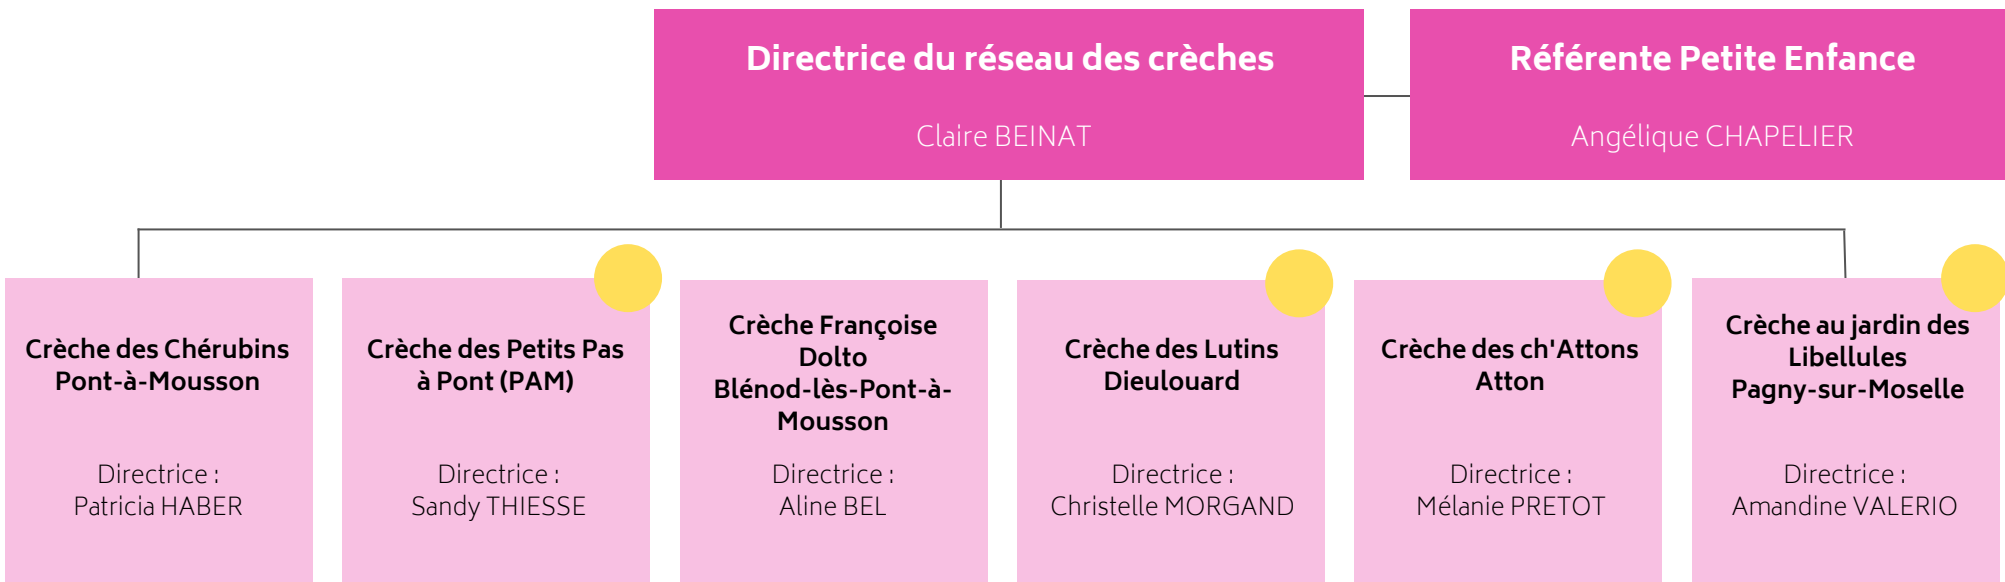 Directrice du réseau des crèches
Claire BEINAT
Référente Petite Enfance
Angélique CHAPELIER
Crèche des Chérubins
Pont-à-Mousson
Directrice :
Patricia HABER
Crèche des Petits Pas
à Pont (PAM)
Directrice :
Sandy THIESSE
Crèche Françoise
Dolto
Blénod-lès-Pont-à-
Mousson
Directrice :
Aline BEL
Crèche des Lutins
Dieulouard
Directrice :
Christelle MORGAND
Crèche des ch'Attons
Atton
Directrice :
Mélanie PRETOT
Crèche au jardin des
Libellules
Pagny-sur-Moselle
Directrice :
Amandine VALERIO